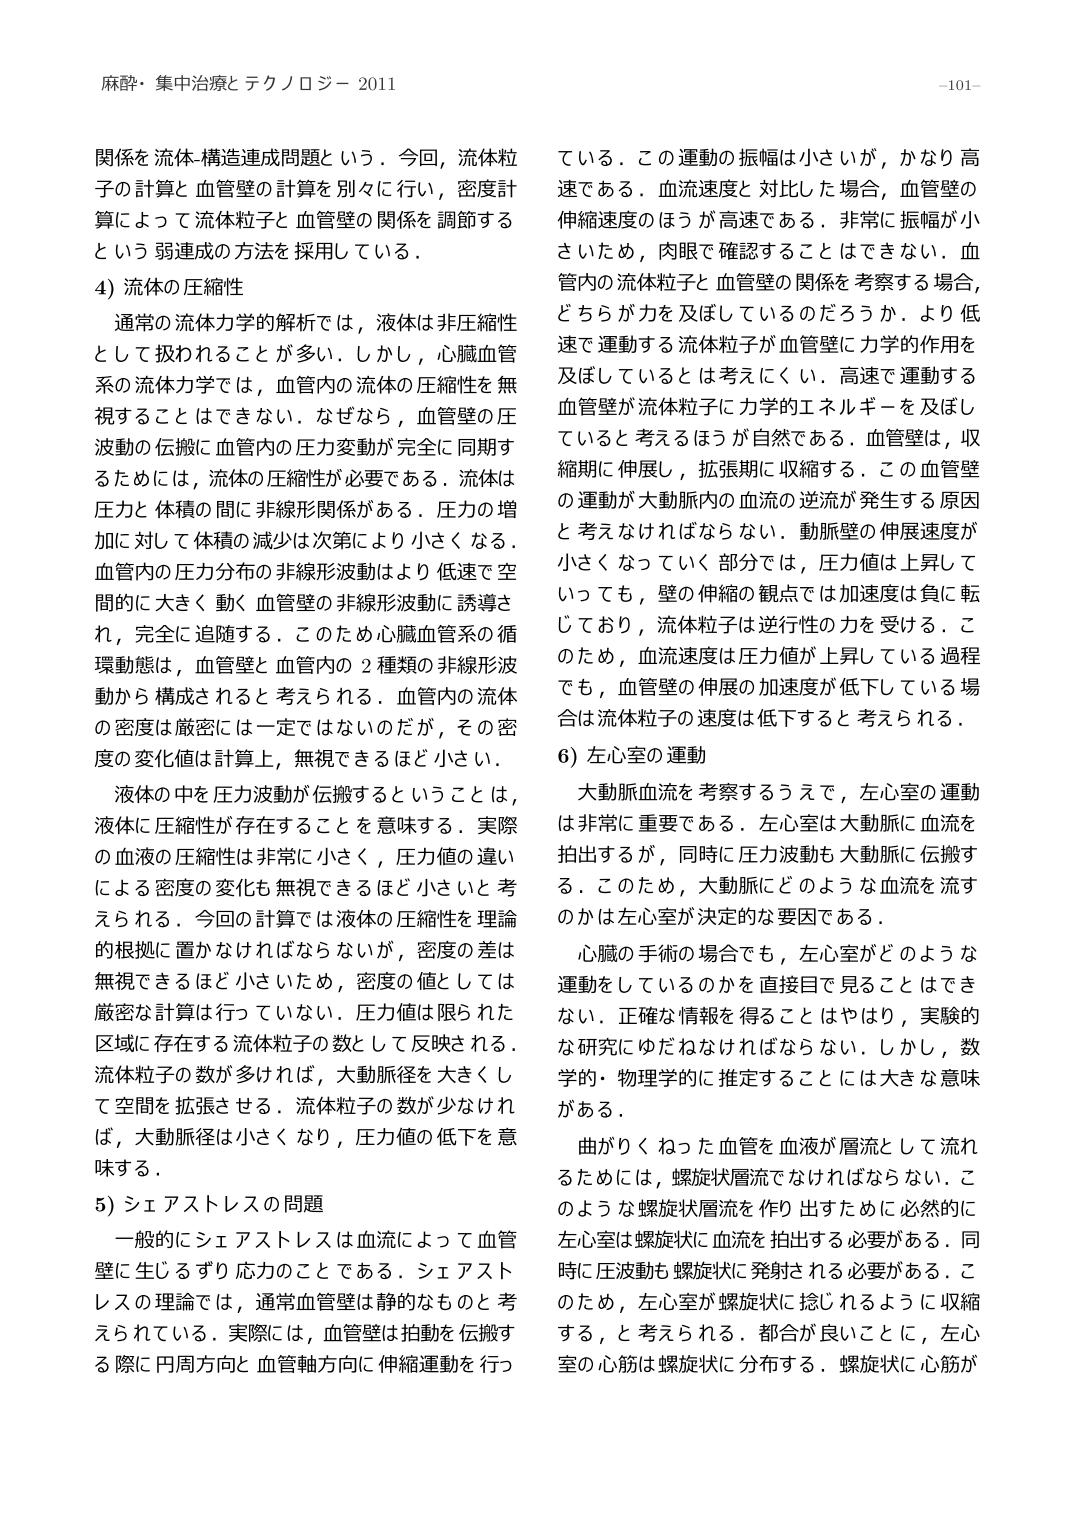 麻酔・集中治療とテクノロジー 2011
–101–
関係を流体-構造連成問題という．今回，流体粒
子の計算と血管壁の計算を別々に行い，密度計
算によって流体粒子と血管壁の関係を調節する
という弱連成の方法を採用している．
4) 流体の圧縮性
通常の流体力学的解析では，液体は非圧縮性
として扱われることが多い．しかし，心臓血管
系の流体力学では，血管内の流体の圧縮性を無
視することはできない．なぜなら，血管壁の圧
波動の伝搬に血管内の圧力変動が完全に同期す
るためには，流体の圧縮性が必要である．流体は
圧力と体積の間に非線形関係がある．圧力の増
加に対して体積の減少は次第により小さくなる．
血管内の圧力分布の非線形波動はより低速で空
間的に大きく動く血管壁の非線形波動に誘導さ
れ，完全に追随する．このため心臓血管系の循
環動態は，血管壁と血管内の 2 種類の非線形波
動から構成されると考えられる．血管内の流体
の密度は厳密には一定ではないのだが，その密
度の変化値は計算上，無視できるほど小さい．
液体の中を圧力波動が伝搬するということは，
液体に圧縮性が存在することを意味する．実際
の血液の圧縮性は非常に小さく，圧力値の違い
による密度の変化も無視できるほど小さいと考
えられる．今回の計算では液体の圧縮性を理論
的根拠に置かなければならないが，密度の差は
無視できるほど小さいため，密度の値としては
厳密な計算は行っていない．圧力値は限られた
区域に存在する流体粒子の数として反映される．
流体粒子の数が多ければ，大動脈径を大きくし
て空間を拡張させる．流体粒子の数が少なけれ
ば，大動脈径は小さくなり，圧力値の低下を意
味する．
5) シェアストレスの問題
一般的にシェアストレスは血流によって血管
壁に生じるずり応力のことである．シェアスト
レスの理論では，通常血管壁は静的なものと考
えられている．実際には，血管壁は拍動を伝搬す
る際に円周方向と血管軸方向に伸縮運動を行っ
ている．この運動の振幅は小さいが，かなり高
速である．血流速度と対比した場合，血管壁の
伸縮速度のほうが高速である．非常に振幅が小
さいため，肉眼で確認することはできない．血
管内の流体粒子と血管壁の関係を考察する場合，
どちらが力を及ぼしているのだろうか．より低
速で運動する流体粒子が血管壁に力学的作用を
及ぼしているとは考えにくい．高速で運動する
血管壁が流体粒子に力学的エネルギーを及ぼし
ていると考えるほうが自然である．血管壁は，収
縮期に伸展し，拡張期に収縮する．この血管壁
の運動が大動脈内の血流の逆流が発生する原因
と考えなければならない．動脈壁の伸展速度が
小さくなっていく部分では，圧力値は上昇して
いっても，壁の伸縮の観点では加速度は負に転
じており，流体粒子は逆行性の力を受ける．こ
のため，血流速度は圧力値が上昇している過程
でも，血管壁の伸展の加速度が低下している場
合は流体粒子の速度は低下すると考えられる．
6) 左心室の運動
大動脈血流を考察するうえで，左心室の運動
は非常に重要である．左心室は大動脈に血流を
拍出するが，同時に圧力波動も大動脈に伝搬す
る．このため，大動脈にどのような血流を流す
のかは左心室が決定的な要因である．
心臓の手術の場合でも，左心室がどのような
運動をしているのかを直接目で見ることはでき
ない．正確な情報を得ることはやはり，実験的
な研究にゆだねなければならない．しかし，数
学的・物理学的に推定することには大きな意味
がある．
曲がりくねった血管を血液が層流として流れ
るためには，螺旋状層流でなければならない．こ
のような螺旋状層流を作り出すために必然的に
左心室は螺旋状に血流を拍出する必要がある．同
時に圧波動も螺旋状に発射される必要がある．こ
のため，左心室が螺旋状に捻じれるように収縮
する，と考えられる．都合が良いことに，左心
室の心筋は螺旋状に分布する．螺旋状に心筋が